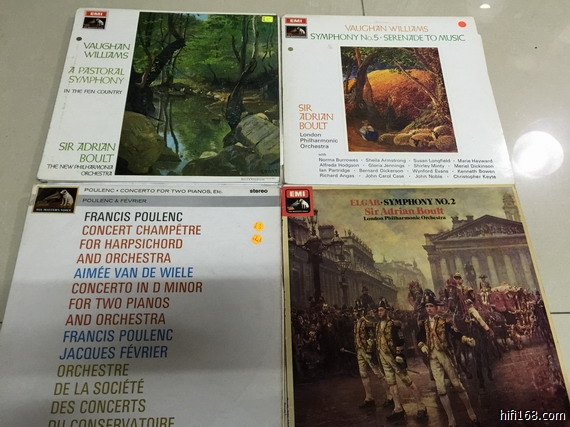 EMI
VAUGHAN
WILLIAMS
A PASTORAL
SYMPHONY
IN THE FEN COUNTRY
SIR ADRIAN
BOULT
THE NEW PHILHARMONIA
ORCHESTRA
EMI
VAUGHAN WILLIAMS
SYMPHONY No.5 • SERENADE TO MUSIC
SIR
ADRIAN
BOULT
London
Philharmonic
Orchestra
with
Norma Burrowes • Sheila Armstrong • Susan Longfield • Marie Hayward
Alfreda Hodgson • Gloria Jennings • Shirley Minty • Meriel Dickinson
Ian Partridge • Bernard Dickerson • Wynford Evans • Kenneth Bowen
Richard Angas • John Carol Case • John Noble • Christopher Keyte
POULENC • CONCERTO FOR TWO PIANOS, Etc.
stereo
POULENC & FÉVRIER
FRANCIS POULENC
CONCERT CHAMPÊTRE
FOR HARPSICHORD
AND ORCHESTRA
AIMÉE VAN DE WIELE
CONCERTO IN D MINOR
FOR TWO PIANOS
AND ORCHESTRA
FRANCIS POULENC
JACQUES FÉVRIER
ORCHESTRE
DE LA SOCIÉTÉ
DES CONCERTS
DU CONSERVATOIRE
EMI
ELGAR • SYMPHONY NO. 2
Sir Adrian Boult
London Philharmonic Orchestra
hifi168.com